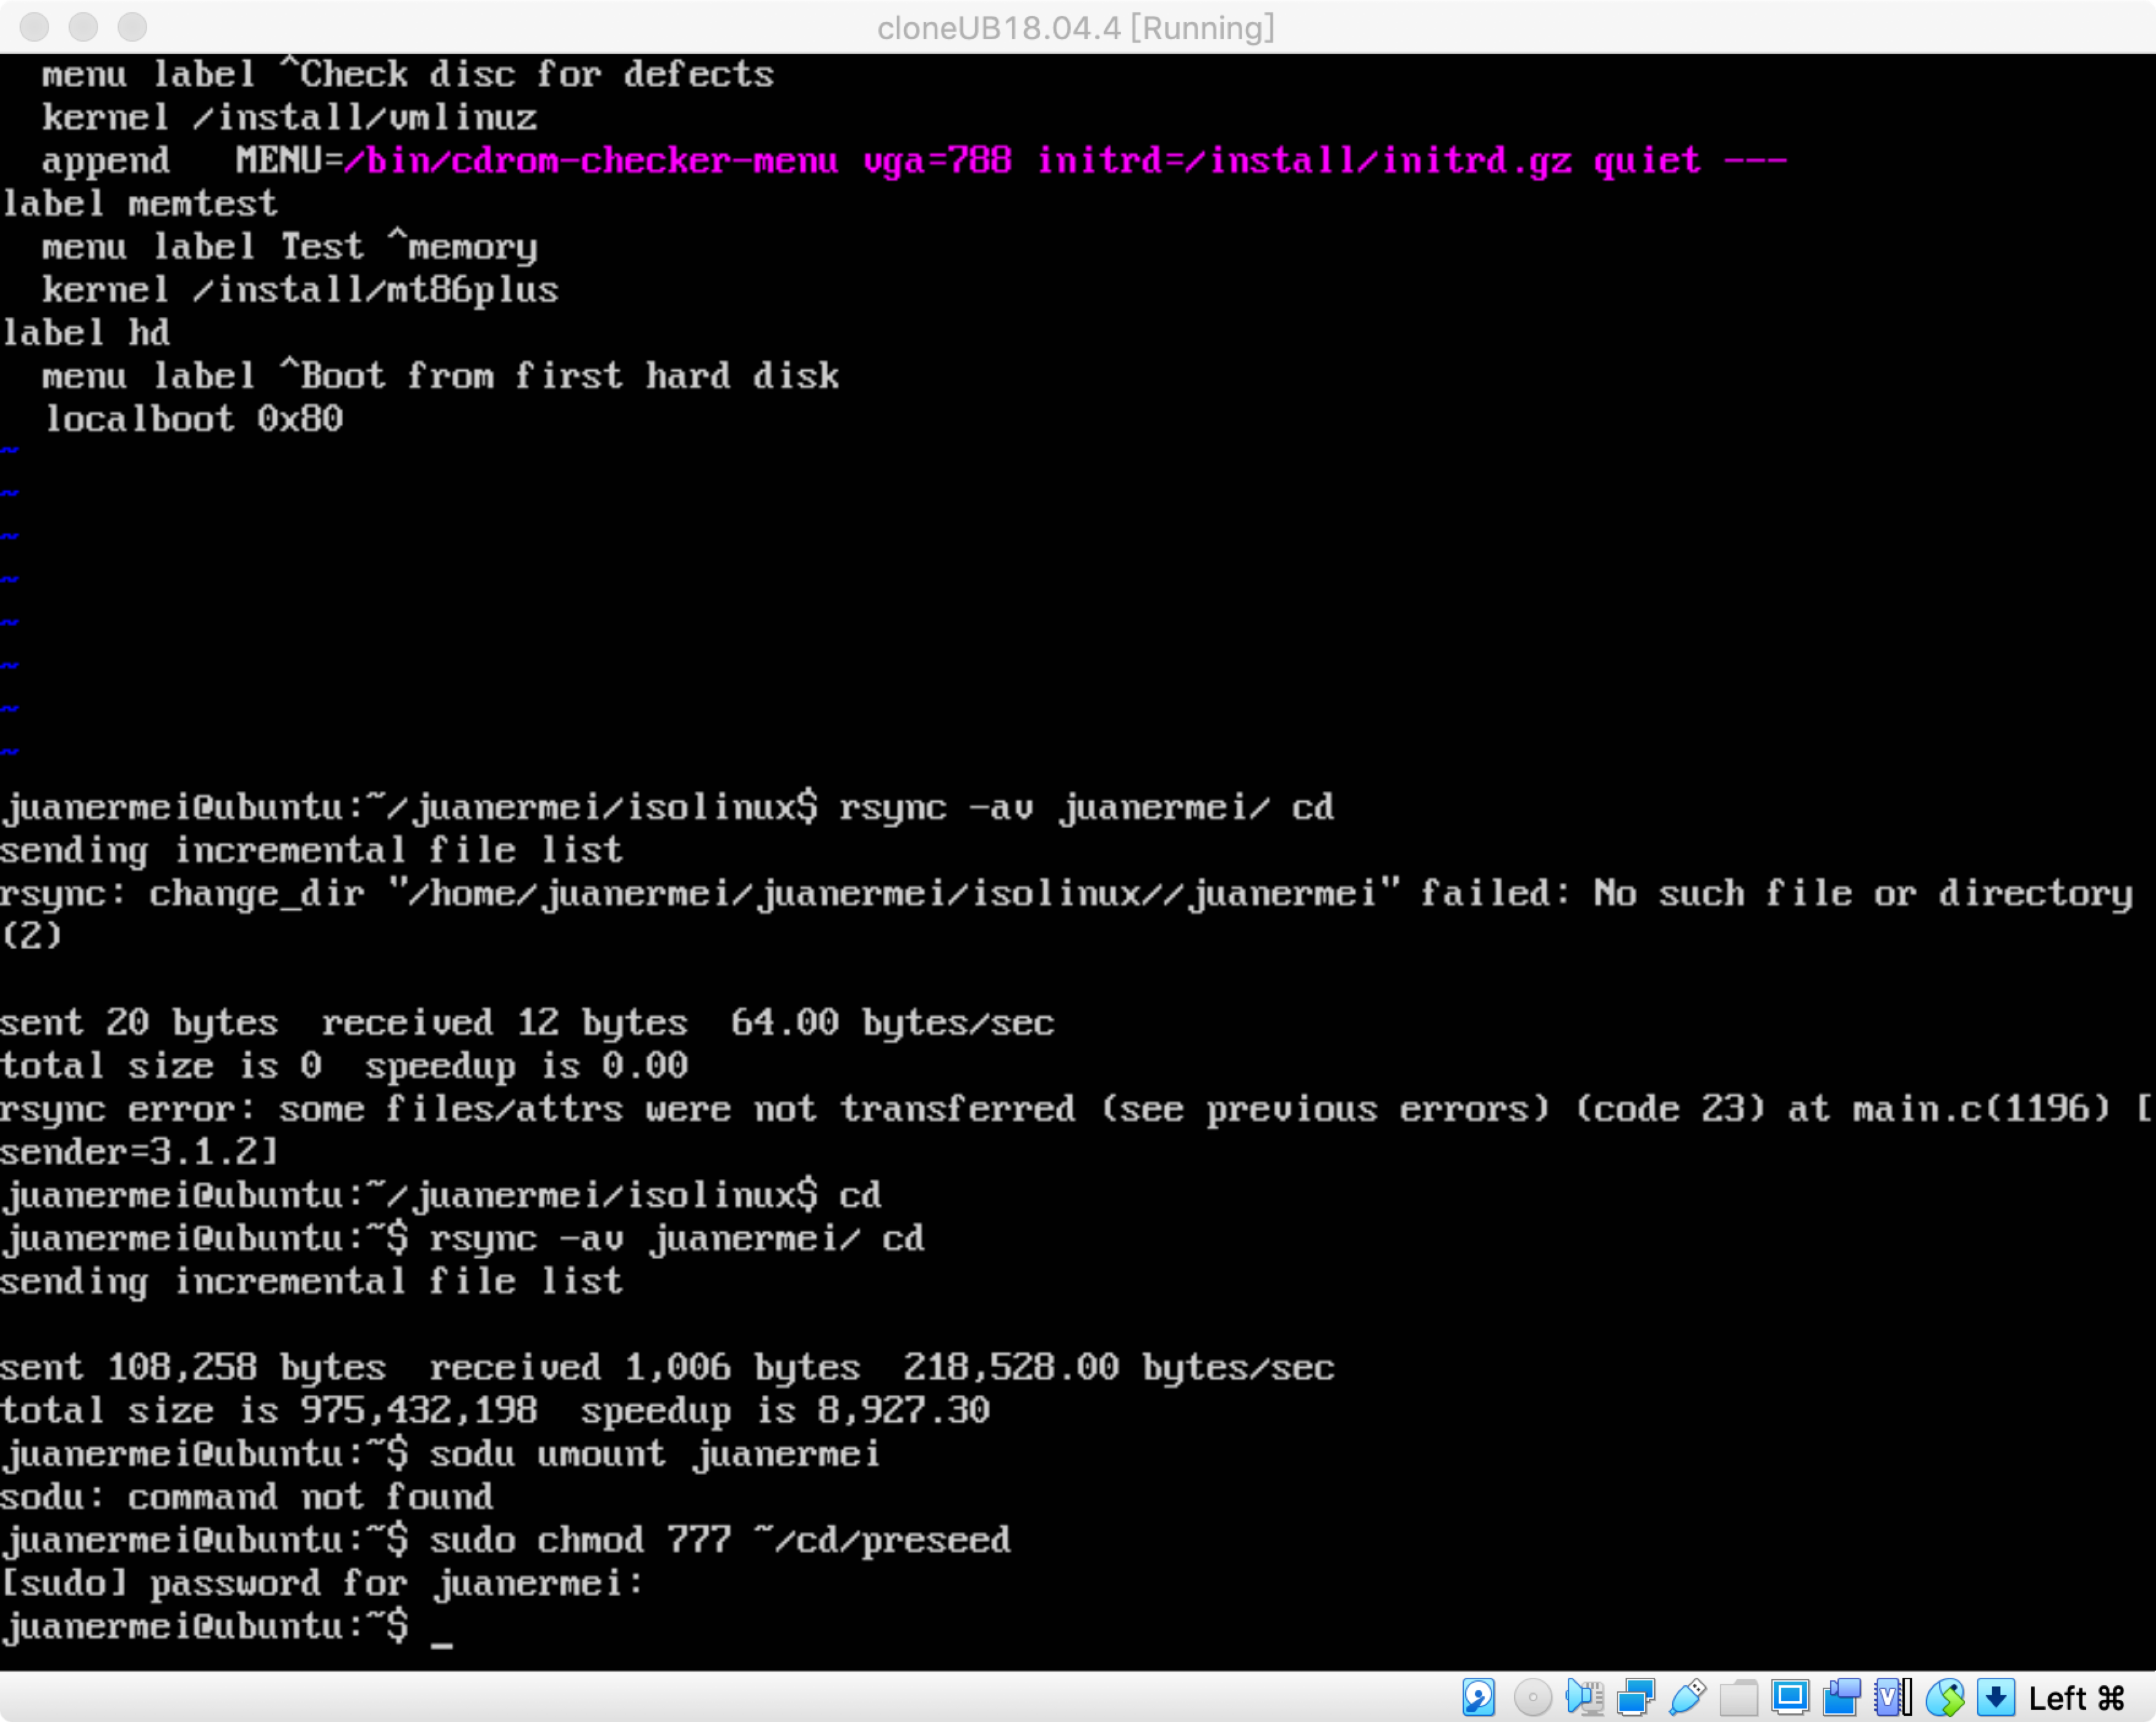 cloneUB18.04.4 [Running]
menu label ^Check disc for defects
kernel /install/vmlinuz
append   MENU=/bin/cdrom-checker-menu vga=788 initrd=/install/initrd.gz quiet ---
label memtest
menu label Test ^memory
kernel /install/mt86plus
label hd
menu label ^Boot from first hard disk
localboot 0x80
~
~
~
~
~
~
~
~
juanermei@ubuntu:~/juanermei/isolinux$ rsync -av juanermei/ cd
sending incremental file list
rsync: change_dir "/home/juanermei/juanermei/isolinux//juanermei" failed: No such file or directory
(2)
sent 20 bytes  received 12 bytes  64.00 bytes/sec
total size is 0  speedup is 0.00
rsync error: some files/attrs were not transferred (see previous errors) (code 23) at main.c(1196) [
sender=3.1.2]
juanermei@ubuntu:~/juanermei/isolinux$ cd
juanermei@ubuntu:~$ rsync -av juanermei/ cd
sending incremental file list
sent 108,258 bytes  received 1,006 bytes  218,528.00 bytes/sec
total size is 975,432,198  speedup is 8,927.30
juanermei@ubuntu:~$ sodu umount juanermei
sodu: command not found
juanermei@ubuntu:~$ sudo chmod 777 ~/cd/preseed
[sudo] password for juanermei:
juanermei@ubuntu:~$ _
Left ⌘